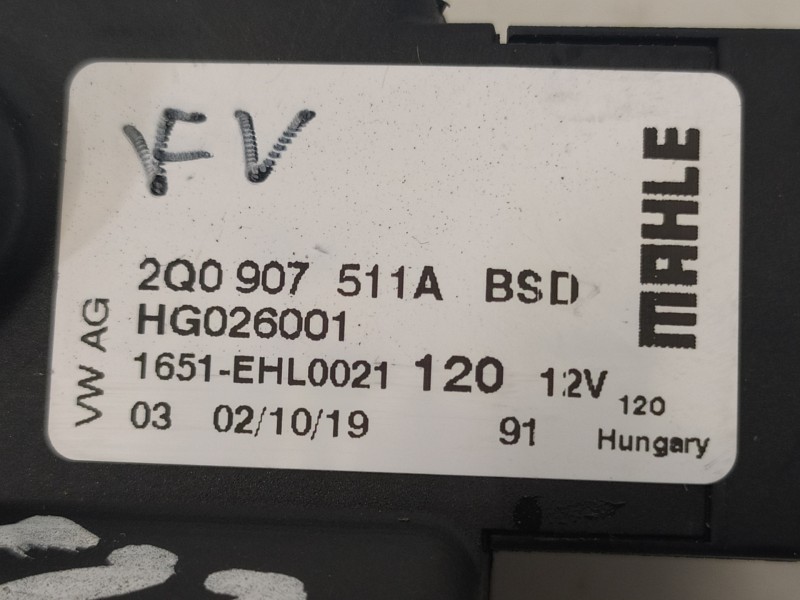 FV
MAHLE
2Q0 907 511A BSD
HG026001
VW AG
1651-EHL0021 120 12V 120
03 02/10/19 91 Hungary